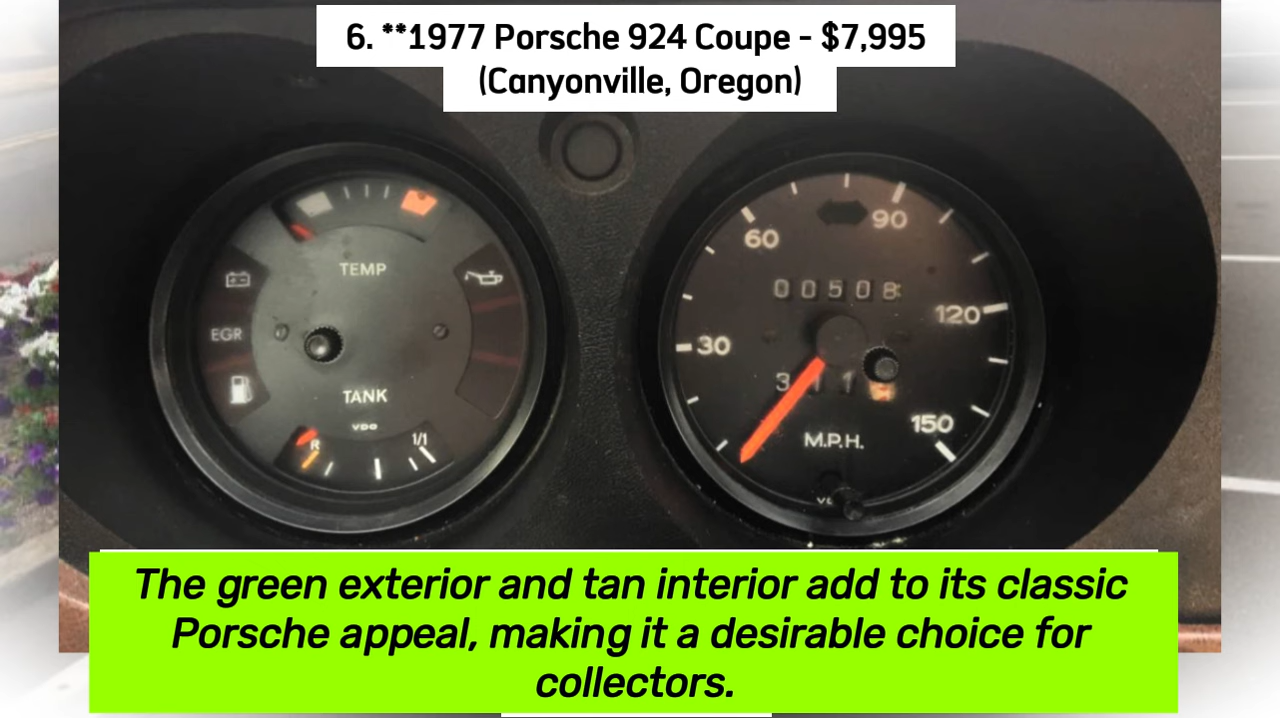 6. **1977 Porsche 924 Coupe - $7,995
(Canyonville, Oregon)
TEMP
EGR
TANK
VDO
R
1/1
60
90
00508
120
30
150
M.P.H.
The green exterior and tan interior add to its classic
Porsche appeal, making it a desirable choice for
collectors.